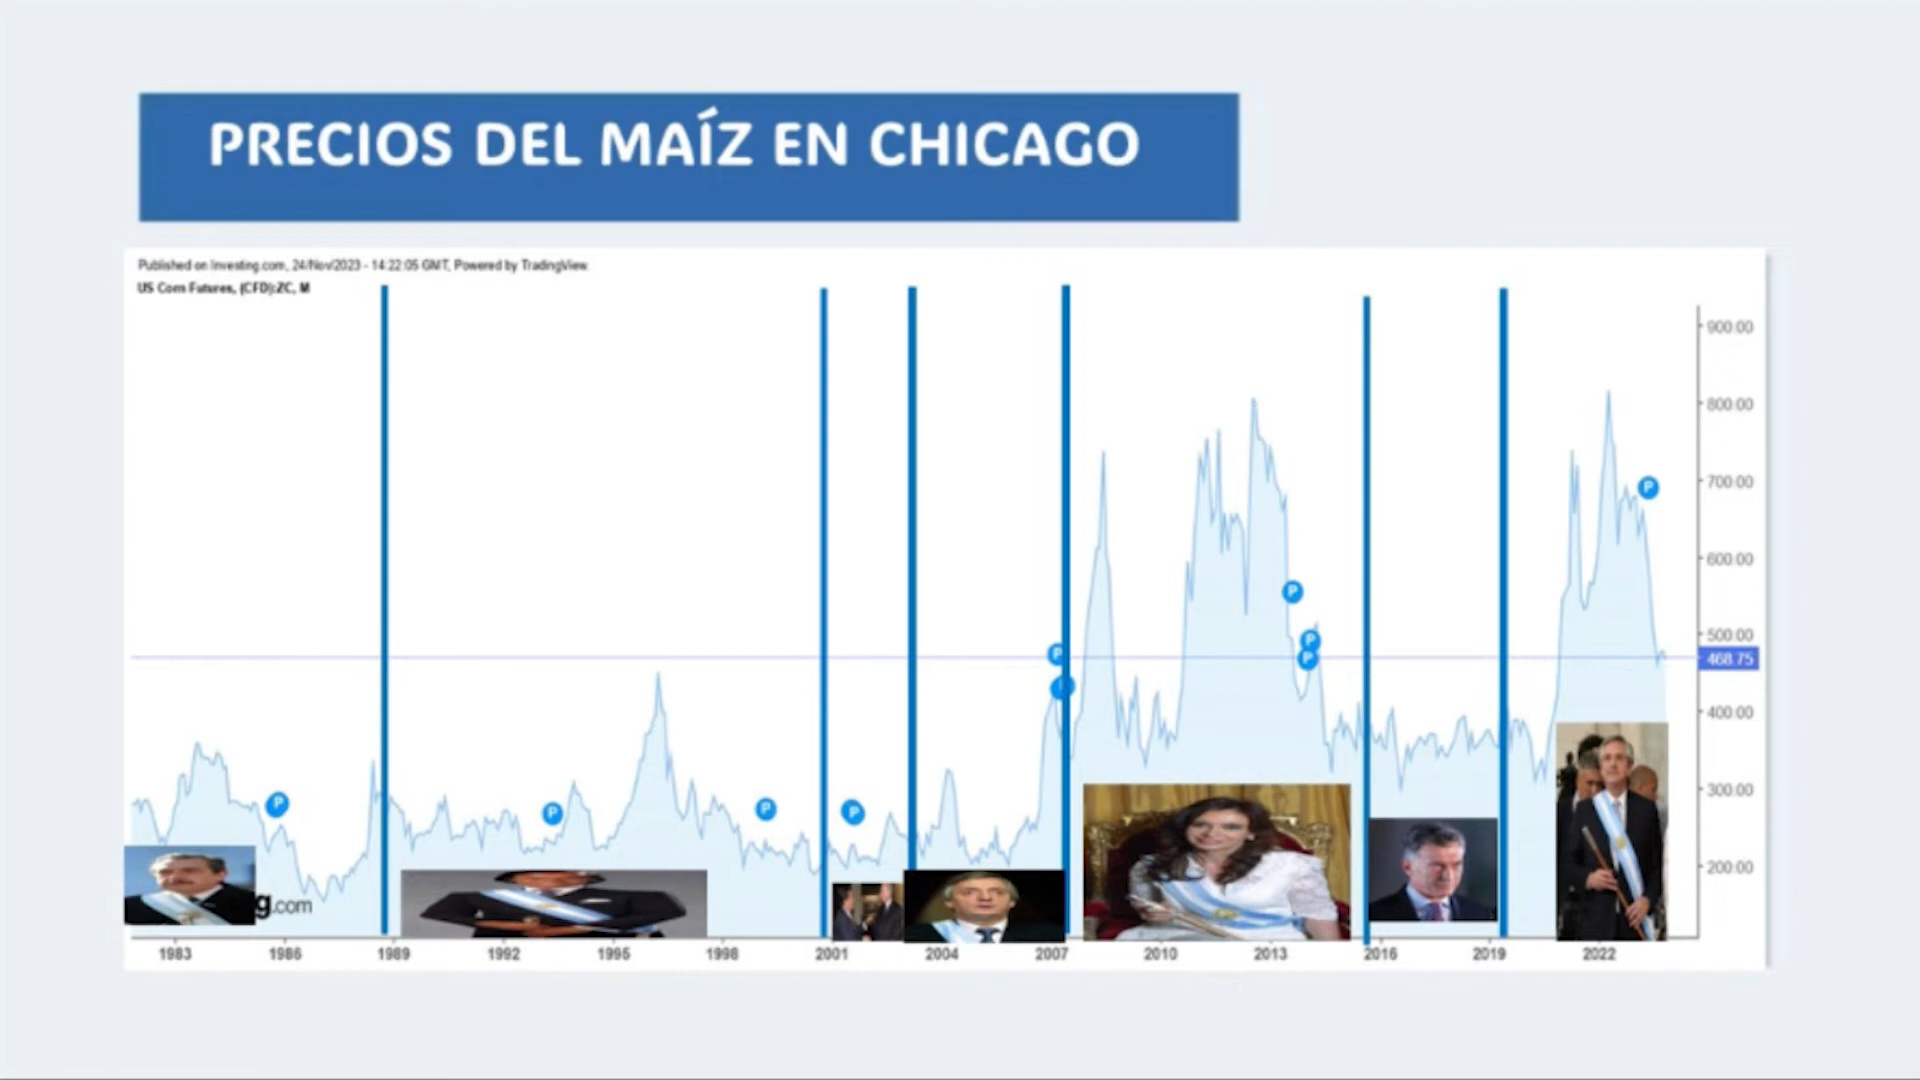 PRECIOS DEL MAÍZ EN CHICAGO
Published on Investing.com, 24/Nov/2023 - 14:22:05 GMT, Powered by TradingView.
US Corn Futures, (CFD):ZC, M
900.00
800.00
P
700.00
600.00
P
500.00
P
P
P
468.75
400.00
300.00
P
P
P
P
200.00
g.com
1983
1986
1989
1992
1995
1998
2001
2004
2007
2010
2013
2016
2019
2022